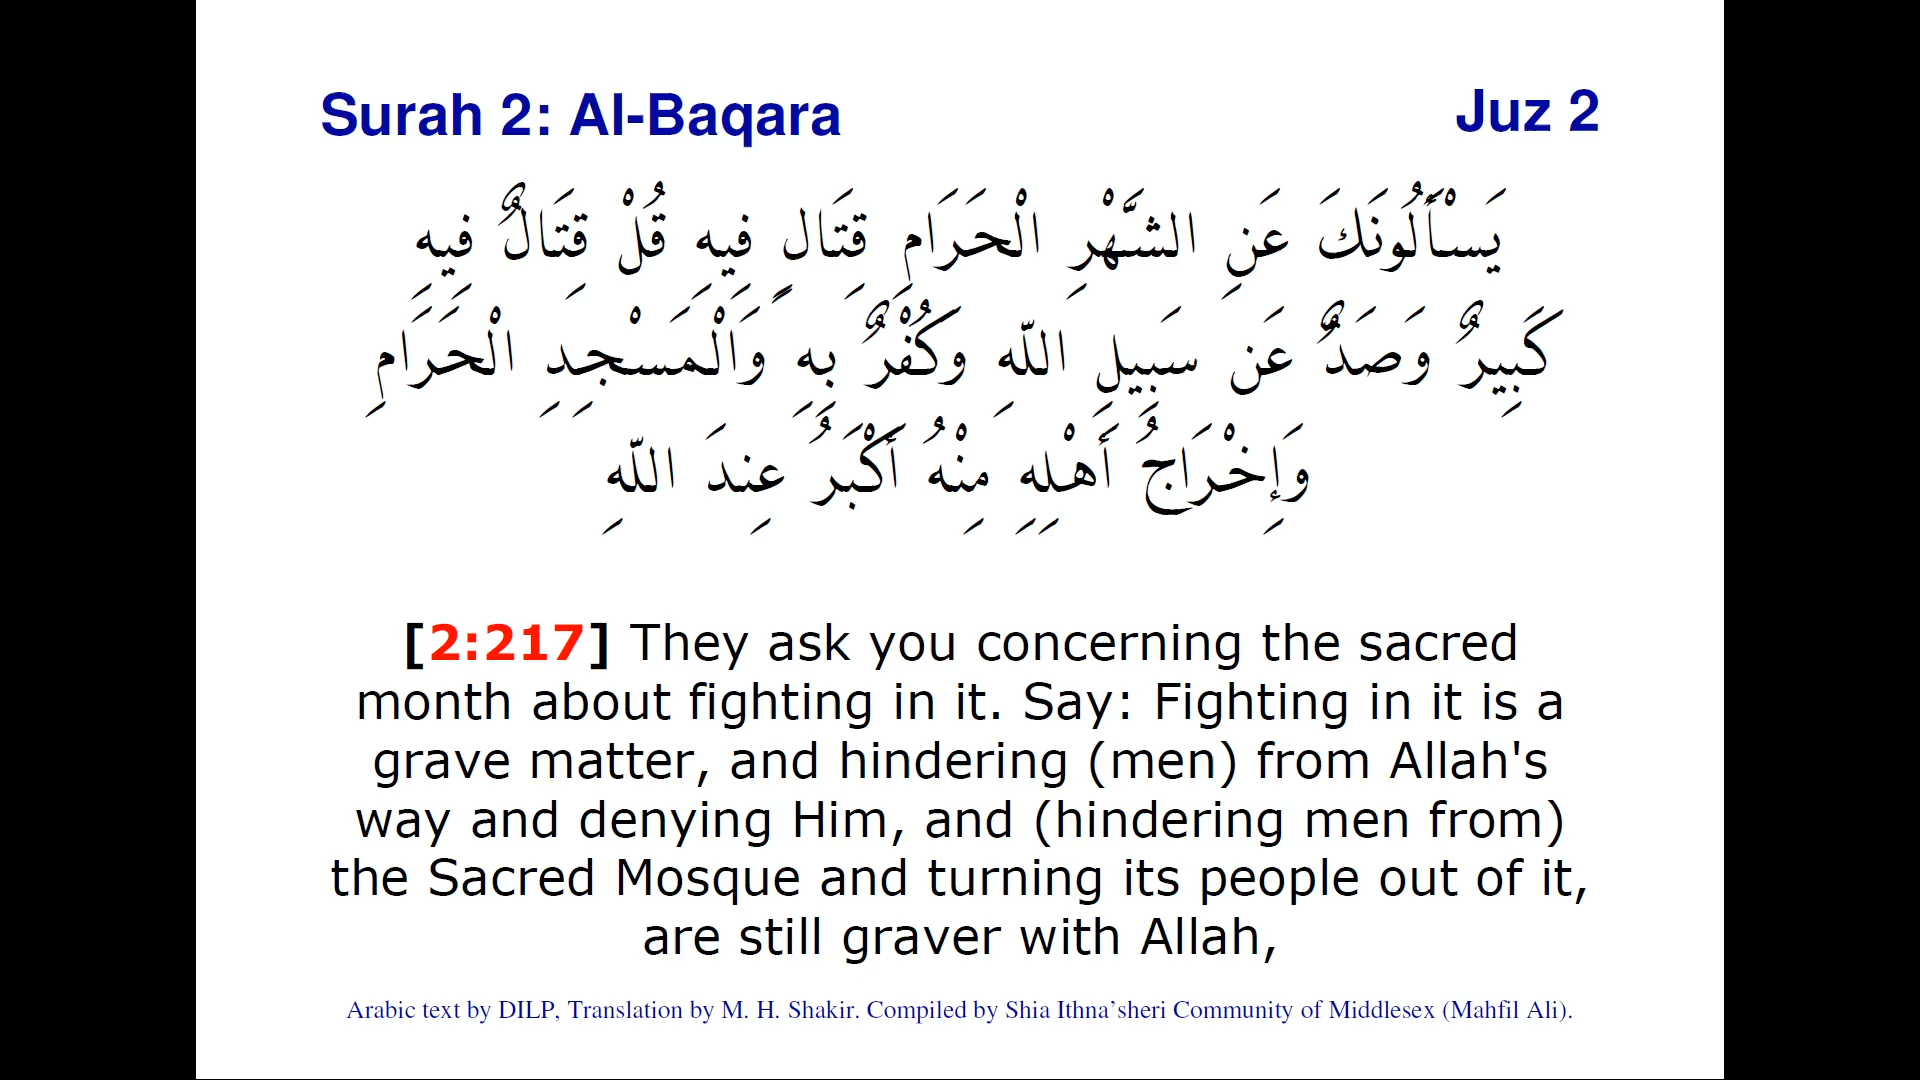 Surah 2: Al-Baqara
Juz 2
يَسْأَلُونَكَ عَنِ الشَّهْرِ الْحَرَامِ قِتَالٍ فِيهِ قُلْ قِتَالٌ فِيهِ
كَبِيرٌ وَصَدٌّ عَن سَبِيلِ اللّهِ وَكُفْرٌ بِهِ وَالْمَسْجِدِ الْحَرَامِ
وَإِخْرَاجُ أَهْلِهِ مِنْهُ أَكْبَرُ عِندَ اللّهِ
[2:217] They ask you concerning the sacred
month about fighting in it. Say: Fighting in it is a
grave matter, and hindering (men) from Allah's
way and denying Him, and (hindering men from)
the Sacred Mosque and turning its people out of it,
are still graver with Allah,
Arabic text by DILP, Translation by M. H. Shakir. Compiled by Shia Ithna’sheri Community of Middlesex (Mahfil Ali).